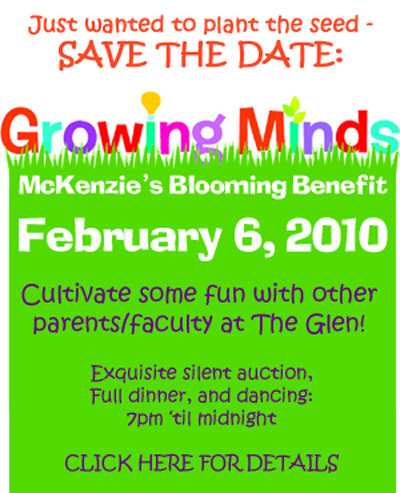 Just wanted to plant the seed -
SAVE THE DATE:
Growing Minds
McKenzie's Blooming Benefit
February 6, 2010
Cultivate some fun with other
parents/faculty at The Glen!
Exquisite silent auction,
Full dinner, and dancing:
7pm 'til midnight
CLICK HERE FOR DETAILS